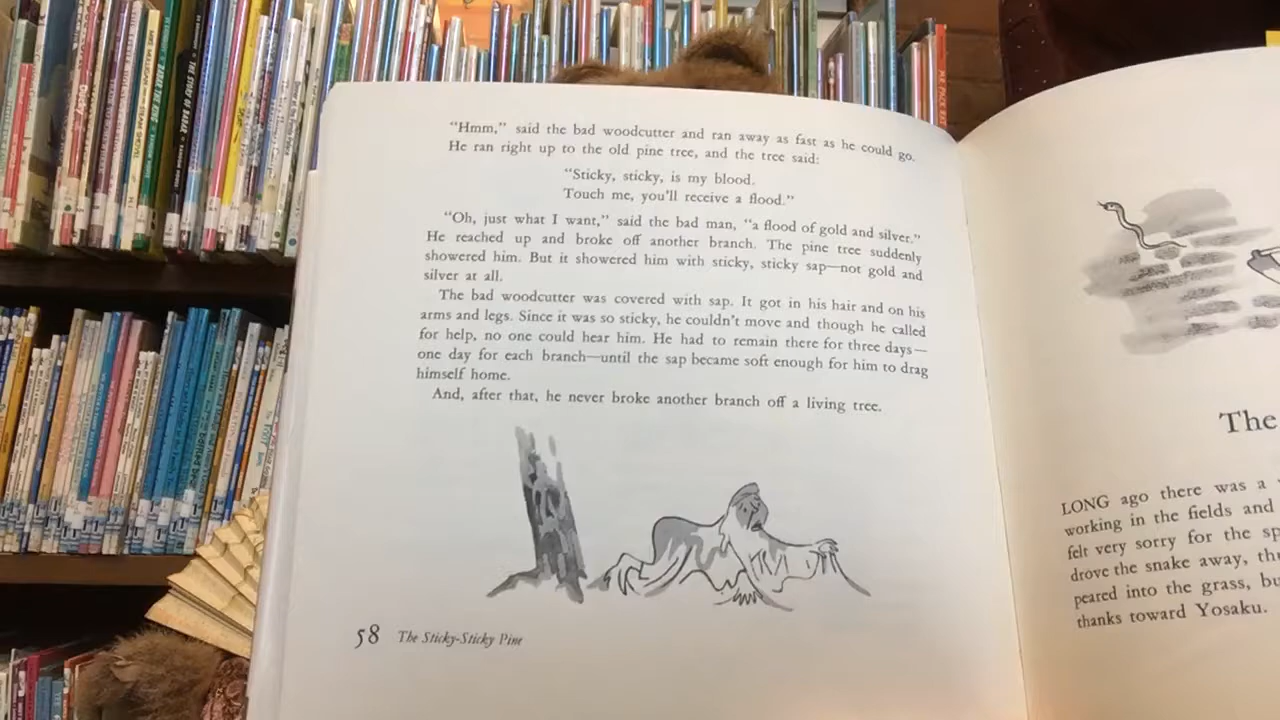 "Hmm," said the bad woodcutter and ran away as fast as he could go.
He ran right up to the old pine tree, and the tree said:
"Sticky, sticky, is my blood.
Touch me, you'll receive a flood."
"Oh, just what I want," said the bad man, "a flood of gold and silver."
He reached up and broke off another branch. The pine tree suddenly
showered him. But it showered him with sticky, sticky sap—not gold and
silver at all.
The bad woodcutter was covered with sap. It got in his hair and on his
arms and legs. Since it was so sticky, he couldn't move and though he called
for help, no one could hear him. He had to remain there for three days—
one day for each branch—until the sap became soft enough for him to drag
himself home.
And, after that, he never broke another branch off a living tree.
58 The Sticky-Sticky Pine
The
LONG ago there was a
working in the fields and
felt very sorry for the
drove the snake away,
peared into the grass,
thanks toward Yosaku.
THE STORY OF BABAR
BABAR THE KING